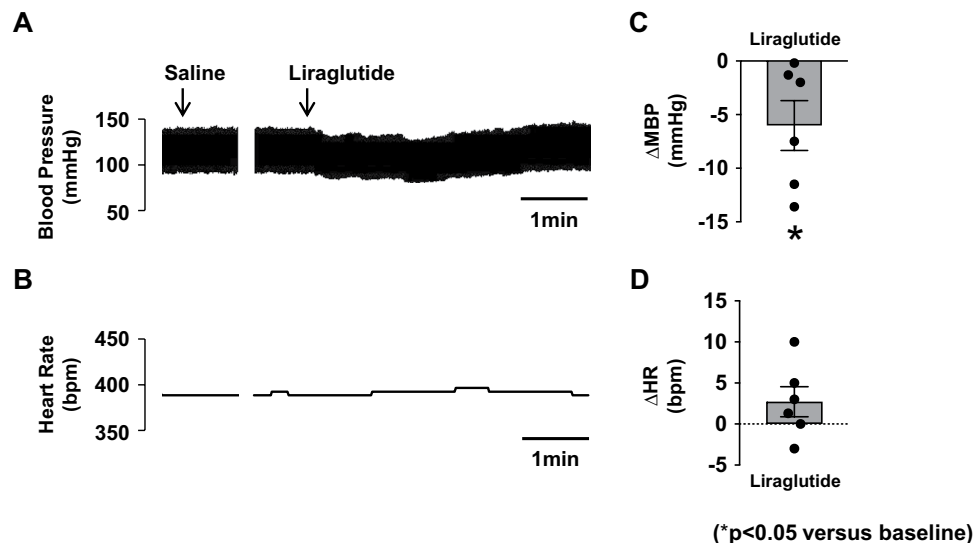 A
Saline
Liraglutide
Blood Pressure
(mmHg)
150
100
50
1min
B
Heart Rate
(bpm)
450
400
350
1min
C
Liraglutide
ΔMBP
(mmHg)
0
-5
-10
-15
*
D
ΔHR
(bpm)
15
10
5
0
-5
Liraglutide
(*p<0.05 versus baseline)